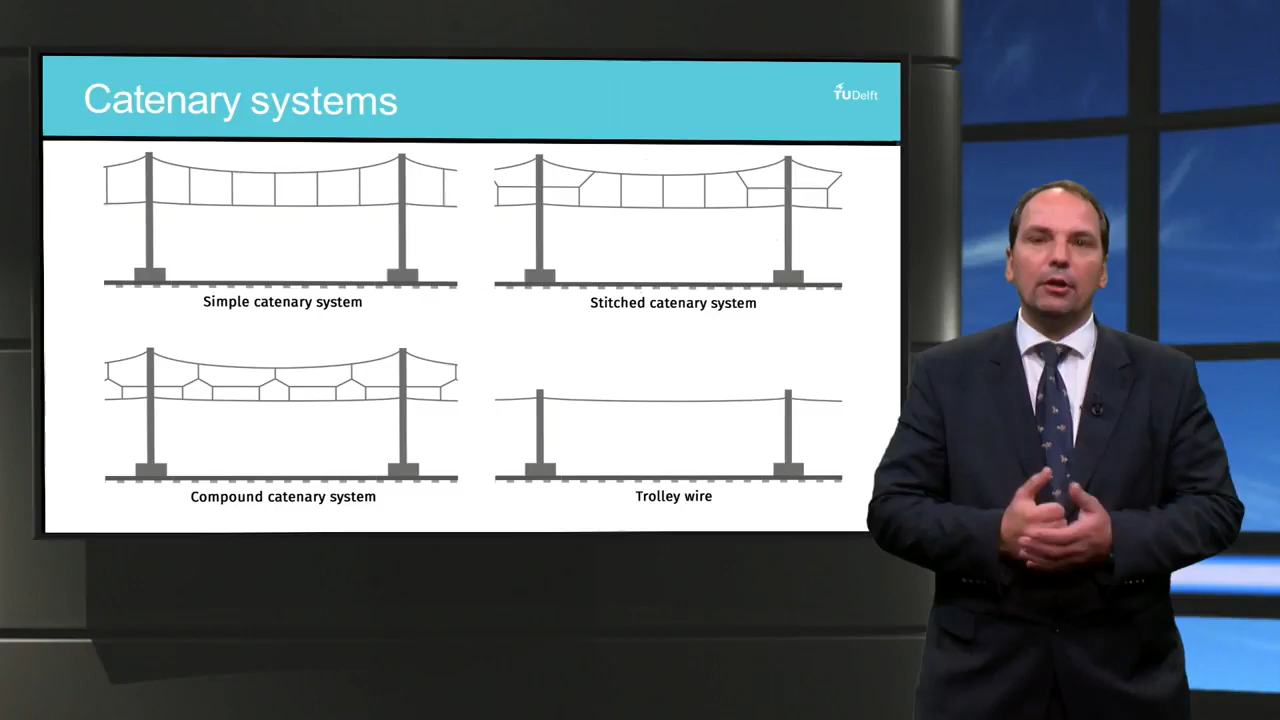 Catenary systems
TUDelft
Simple catenary system
Stitched catenary system
Compound catenary system
Trolley wire